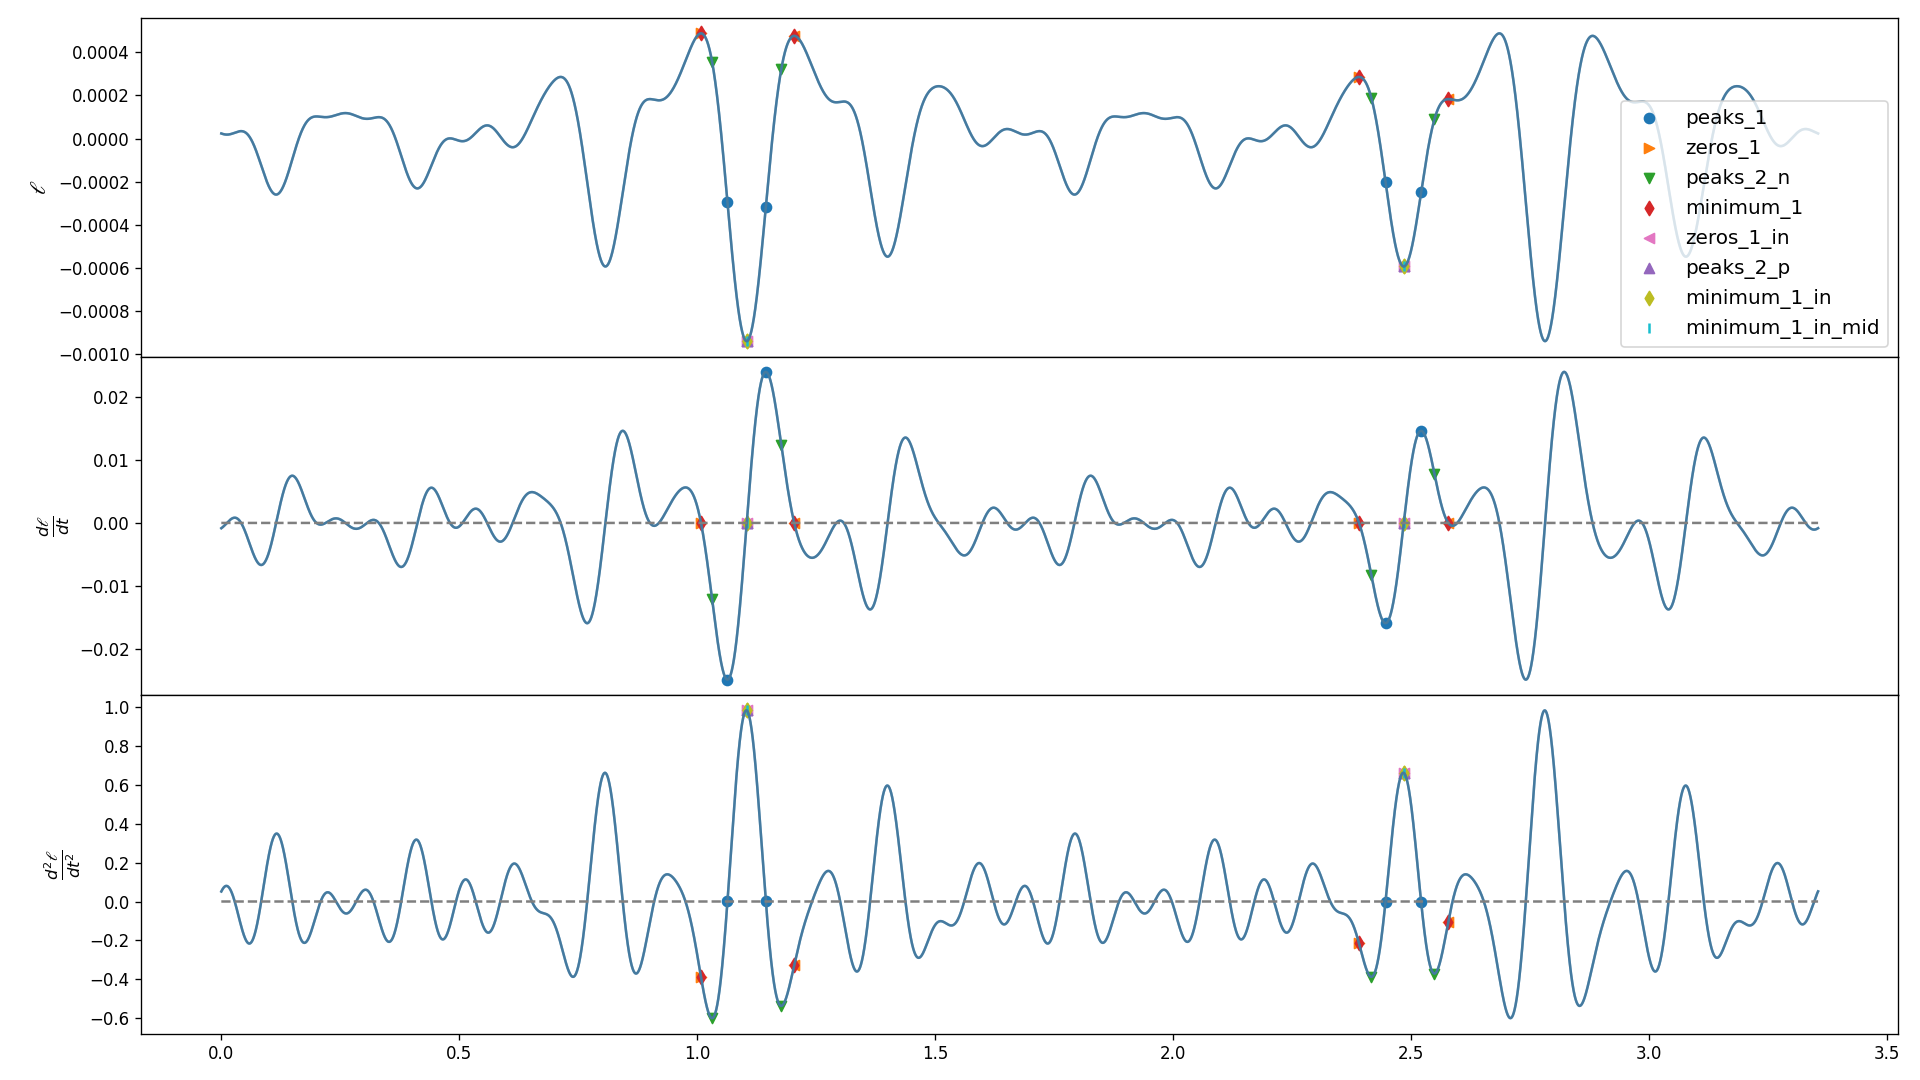 0.0004
0.0002
0.0000
−0.0002
−0.0004
−0.0006
−0.0008
−0.0010
ℓ
peaks_1
zeros_1
peaks_2_n
minimum_1
zeros_1_in
peaks_2_p
minimum_1_in
minimum_1_in_mid
0.02
0.01
0.00
−0.01
−0.02
dℓ
dt
1.0
0.8
0.6
0.4
0.2
0.0
−0.2
−0.4
−0.6
d²ℓ
dt²
0.0 0.5 1.0 1.5 2.0 2.5 3.0 3.5